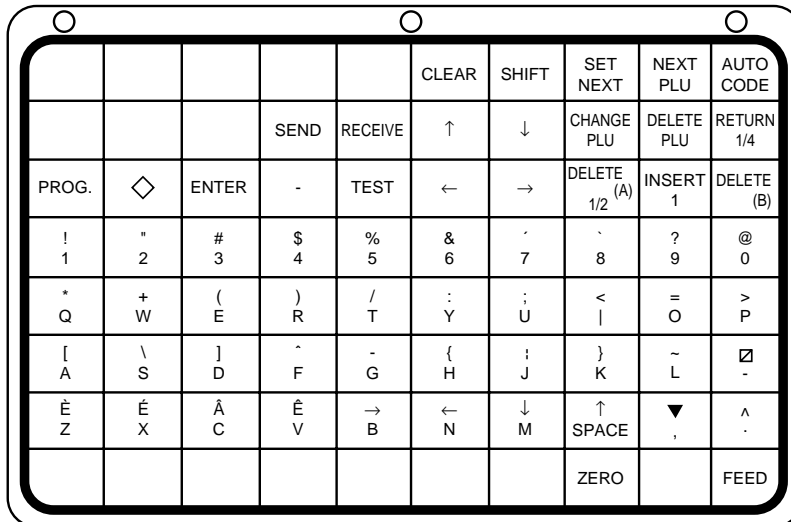 CLEAR SHIFT SET NEXT NEXT PLU AUTO CODE
SEND RECEIVE ↑ ↓ CHANGE PLU DELETE PLU RETURN 1/4
PROG. ◇ ENTER - TEST ← → DELETE (A) 1/2 INSERT 1 DELETE (B)
! " # $ % & ´ ` ? @
1 2 3 4 5 6 7 8 9 0
* + ( ) / : ; < = >
Q W E R T Y U | O P
[ \ ] ˆ - { ¦ } ~ ⍁
A S D F G H J K L -
È É Â Ê → ← ↓ ↑ ▼ ^
Z X C V B N M SPACE , .
ZERO FEED